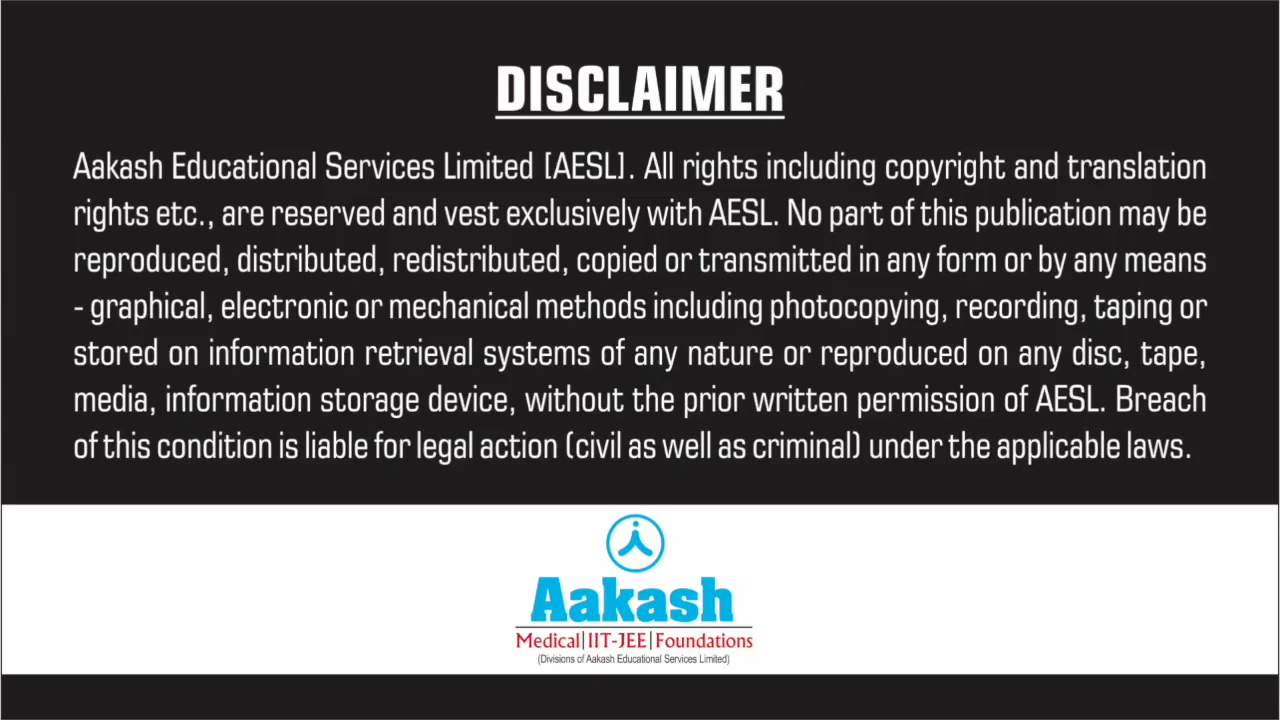 DISCLAIMER
Aakash Educational Services Limited [AESL]. All rights including copyright and translation
rights etc., are reserved and vest exclusively with AESL. No part of this publication may be
reproduced, distributed, redistributed, copied or transmitted in any form or by any means
- graphical, electronic or mechanical methods including photocopying, recording, taping or
stored on information retrieval systems of any nature or reproduced on any disc, tape,
media, information storage device, without the prior written permission of AESL. Breach
of this condition is liable for legal action (civil as well as criminal) under the applicable laws.
Aakash
Medical|IIT-JEE|Foundations
(Divisions of Aakash Educational Services Limited)